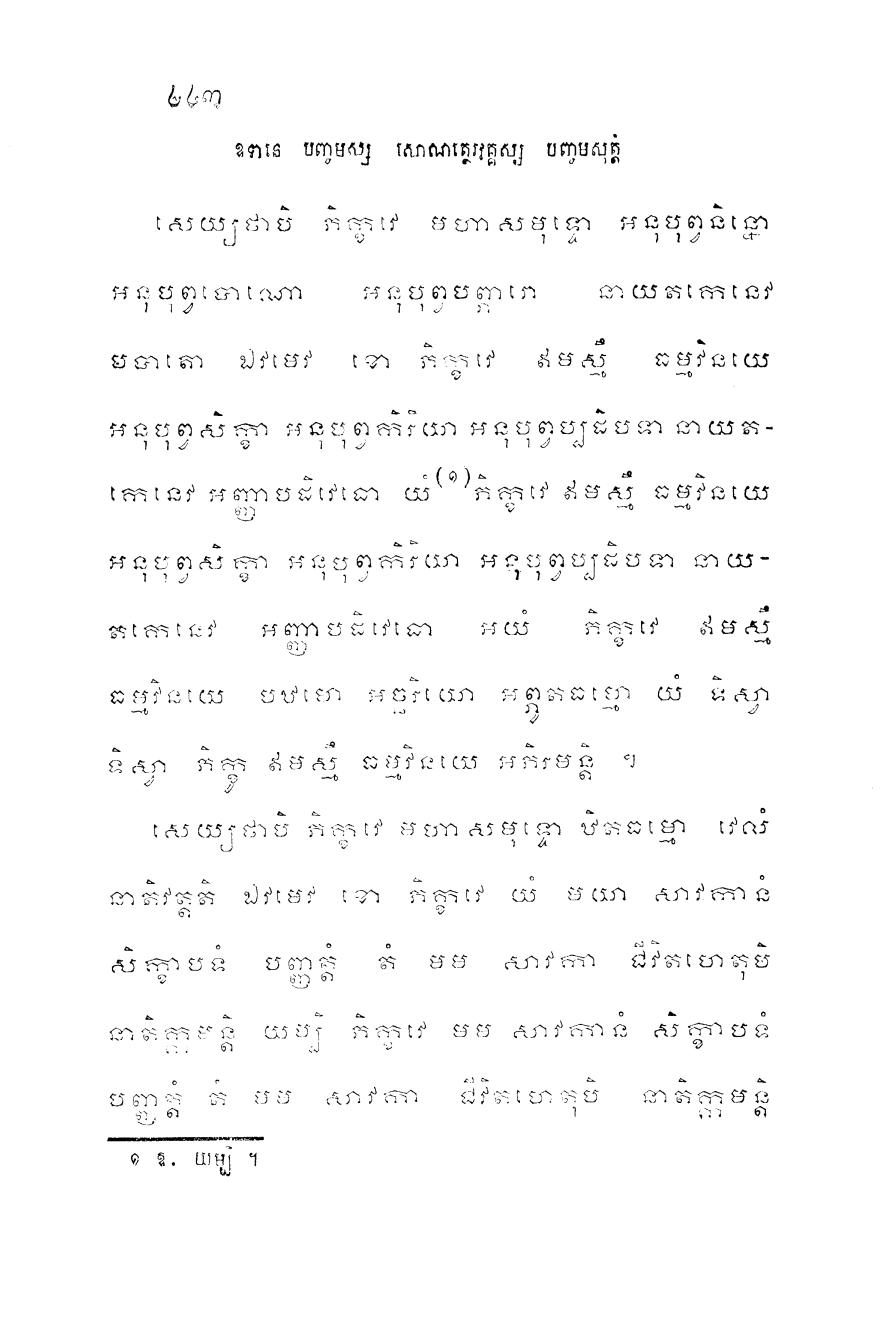 ៤៤៣
ឧទានេ បញ្ចមស្ស សោណត្ថេរវគ្គស្ស បញ្ចមសុត្តំ
សេយ្យថាបិ ភិក្ខវេ មហាសមុទ្ទោ អនុបុព្វនិន្នោ
អនុបុព្វបោណោ អនុបុព្វបព្ភារោ នាយតកេនេវ
បបាតោ ឯវមេវ ខោ ភិក្ខវេ ឥមស្មឹ ធម្មវិនយេ
អនុបុព្វសិក្ខា អនុបុព្វកិរិយា អនុបុព្វប្បដិបទា នាយត-
កេនេវ អញ្ញាបដិវេធោ យំ(១)ភិក្ខវេ ឥមស្មឹ ធម្មវិនយេ
អនុបុព្វសិក្ខា អនុបុព្វកិរិយា អនុបុព្វប្បដិបទា នាយ-
តកេនេវ អញ្ញាបដិវេធោ អយំ ភិក្ខវេ ឥមស្មឹ
ធម្មវិនយេ បឋមោ អច្ឆរិយោ អព្ភូតធម្មោ យំ ទិស្វា
ទិស្វា ភិក្ខូ ឥមស្មឹ ធម្មវិនយេ អភិរមន្តិ ។
សេយ្យថាបិ ភិក្ខវេ មហាសមុទ្ទោ ឋិតធម្មោ វេលំ
នាតិវត្តតិ ឯវមេវ ខោ ភិក្ខវេ យំ មយា សាវកានំ
សិក្ខាបទំ បញ្ញត្តំ តំ មម សាវកា ជីវិតហេតុបិ
នាតិក្កមន្តិ យម្បិ ភិក្ខវេ មម សាវកានំ សិក្ខាបទំ
បញ្ញត្តំ តំ មម សាវកា ជីវិតហេតុបិ នាតិក្កមន្តិ
១ ឱ. យម្បិ ។